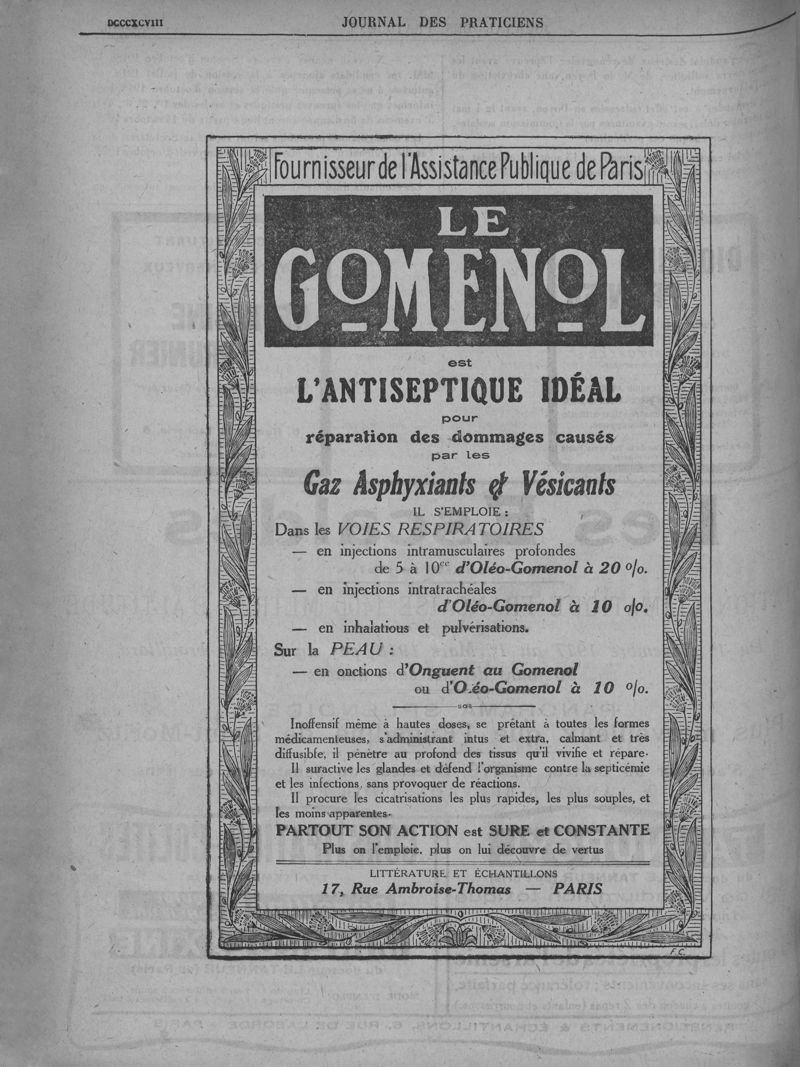 DCCCXCVIII
JOURNAL DES PRATICIENS
Fournisseur de l'Assistance Publique de Paris
LE
GOMENOL
est
L'ANTISEPTIQUE IDÉAL
pour
réparation des dommages causés
par les
Gaz Asphyxiants et Vésicants
IL S'EMPLOIE :
Dans les VOIES RESPIRATOIRES
— en injections intramusculaires profondes
de 5 à 10cc d'Oléo-Gomenol à 20 o/o.
— en injections intratrachéales
d'Oléo-Gomenol à 10 o/o.
— en inhalatious et pulvérisations.
Sur la PEAU :
— en onctions d'Onguent au Gomenol
ou d'O.éo-Gomenol à 10 o/o.
Inoffensif même à hautes doses, se prêtant à toutes les formes
médicamenteuses, s'administrant intus et extra, calmant et très
diffusible, il pénètre au profond des tissus qu'il vivifie et répare.
Il suractive les glandes et défend l'organisme contre la septicémie
et les infections, sans provoquer de réactions.
Il procure les cicatrisations les plus rapides, les plus souples, et
les moins apparentes.
PARTOUT SON ACTION est SURE et CONSTANTE
Plus on l'emploie, plus on lui découvre de vertus
LITTÉRATURE ET ÉCHANTILLONS
17, Rue Ambroise-Thomas — PARIS
F.C.